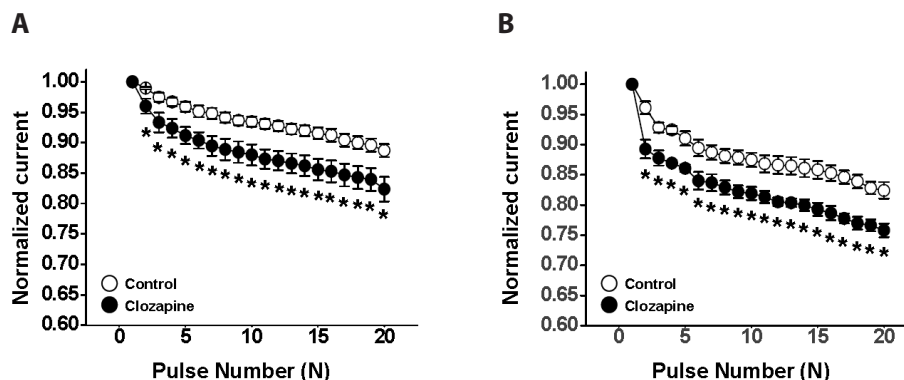 A
Normalized current
1.00
0.95
0.90
0.85
0.80
0.75
0.70
0.65
0.60
Control
Clozapine
* * * * * * * * * * * * * * * * * * *
0 5 10 15 20
Pulse Number (N)
B
Normalized current
1.00
0.95
0.90
0.85
0.80
0.75
0.70
0.65
0.60
Control
Clozapine
* * * * * * * * * * * * * * * * * * *
0 5 10 15 20
Pulse Number (N)